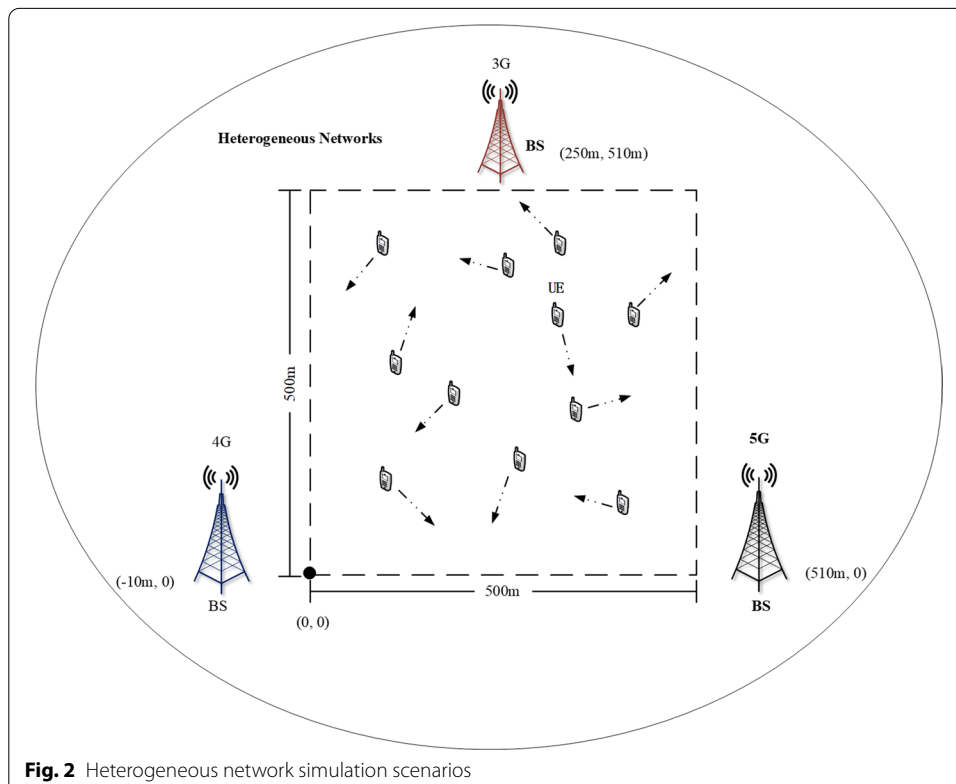 3G
Heterogeneous Networks
BS
(250m, 510m)
UE
500m
4G
5G
(-10m, 0)
(510m, 0)
BS
500m
BS
(0, 0)
Fig. 2 Heterogeneous network simulation scenarios